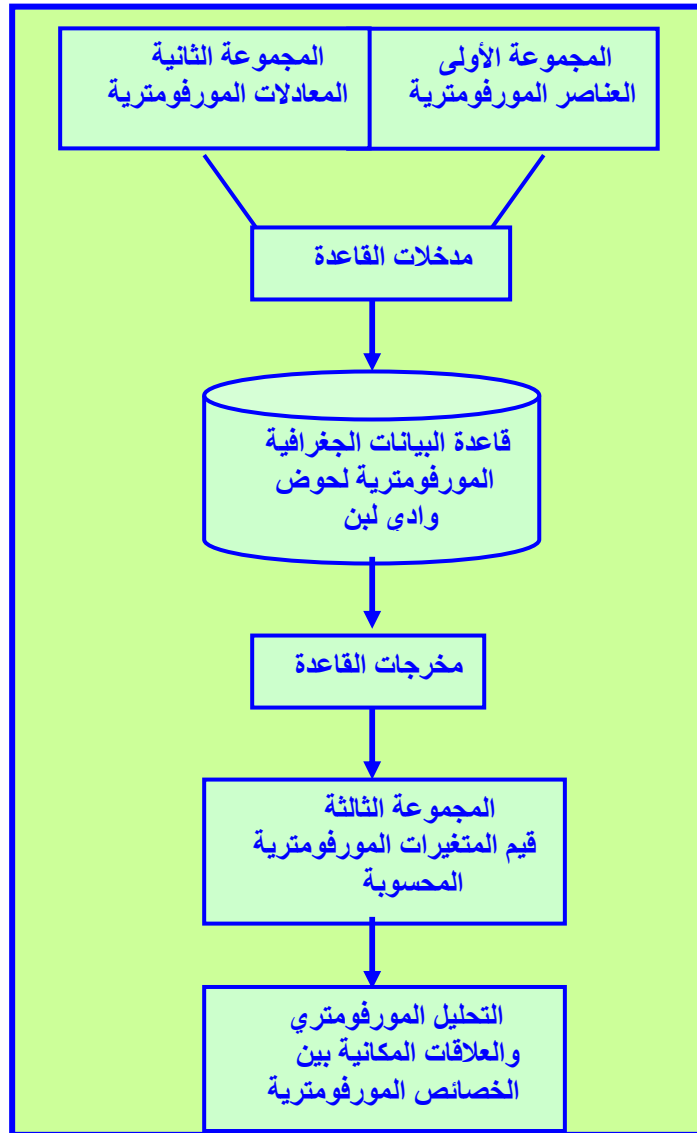 المجموعة الأولى
العناصر المورفومترية
المجموعة الثانية
المعادلات المورفومترية
مدخلات القاعدة
قاعدة البيانات الجغرافية
المورفومترية لحوض
وادي لبن
مخرجات القاعدة
المجموعة الثالثة
قيم المتغيرات المورفومترية
المحسوبة
التحليل المورفومتري
والعلاقات المكانية بين
الخصائص المورفومترية